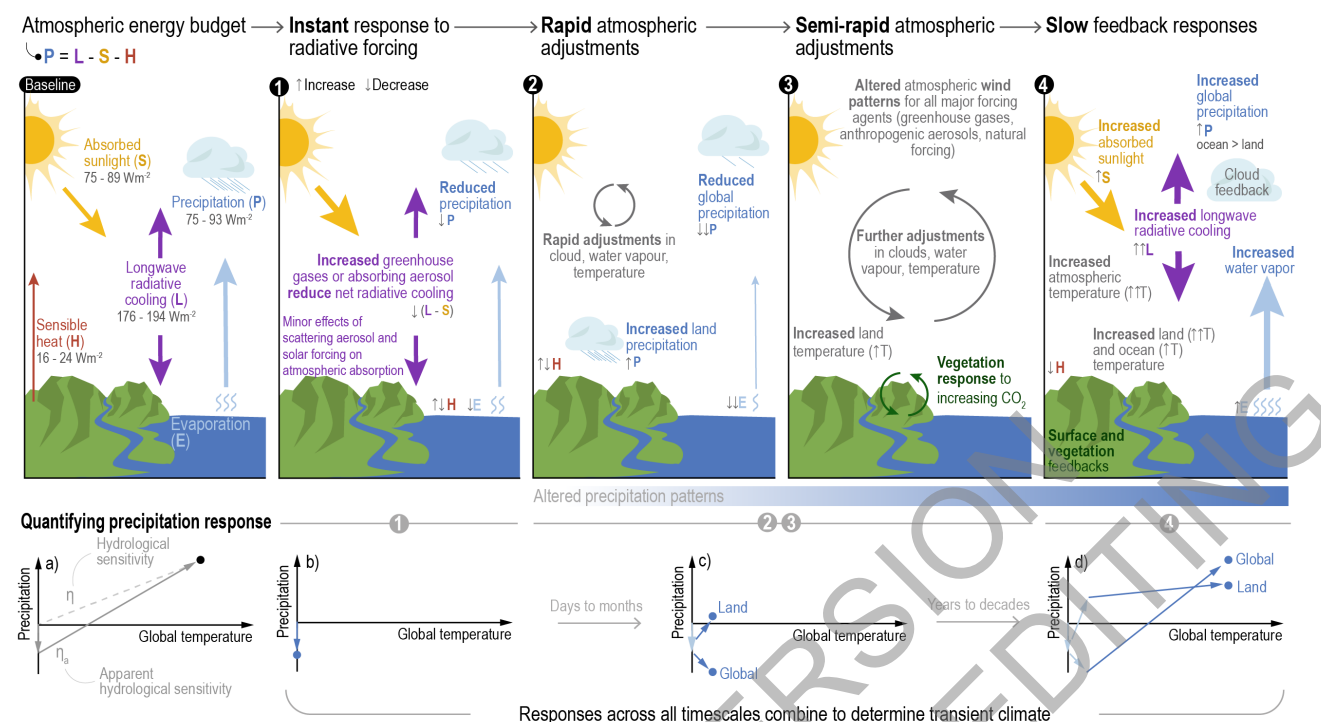 Atmospheric energy budget
P = L - S - H
Instant response to
radiative forcing
Rapid atmospheric
adjustments
Semi-rapid atmospheric
adjustments
Slow feedback responses
Baseline
Absorbed
sunlight (S)
75 - 89 Wm-2
Precipitation (P)
75 - 93 Wm-2
Longwave
radiative
cooling (L)
176 - 194 Wm-2
Sensible
heat (H)
16 - 24 Wm-2
Evaporation
(E)
1
↑Increase ↓Decrease
Reduced
precipitation
↓P
Increased greenhouse
gases or absorbing aerosol
reduce net radiative cooling
↓(L - S)
Minor effects of
scattering aerosol and
solar forcing on
atmospheric absorption
↑↓H ↓E
2
Reduced
global
precipitation
↓↓P
Rapid adjustments in
cloud, water vapour,
temperature
Increased land
precipitation
↑P
↑↓H
↓↓E
3
Altered atmospheric wind
patterns for all major forcing
agents (greenhouse gases,
anthropogenic aerosols, natural
forcing)
Further adjustments
in clouds, water
vapour, temperature
Increased land
temperature (↑T)
Vegetation
response to
increasing CO2
4
Increased
global
precipitation
↑P
ocean > land
Increased
absorbed
sunlight
↑S
Cloud
feedback
Increased longwave
radiative cooling
↑↑L
Increased
water vapor
Increased
atmospheric
temperature (↑↑T)
Increased land (↑↑T)
and ocean (↑T)
temperature
↓H
↑E
Surface and
vegetation
feedbacks
Altered precipitation patterns
Quantifying precipitation response
1
2 3
4
a)
Hydrological
sensitivity
η
Precipitation
Global temperature
ηa
Apparent
hydrological sensitivity
b)
Precipitation
Global temperature
Days to months
c)
Precipitation
Land
Global temperature
Global
Years to decades
d)
Precipitation
Global
Land
Global temperature
Responses across all timescales combine to determine transient climate
ERSION
EDITING